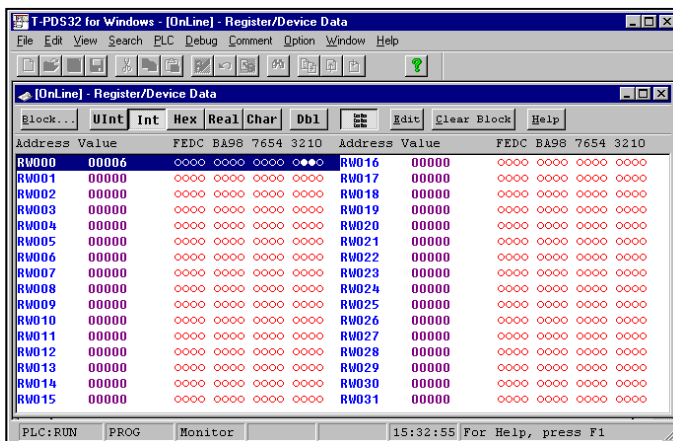 T-PDS32 for Windows - [OnLine] - Register/Device Data
File Edit View Search PLC Debug Comment Option Window Help
[OnLine] - Register/Device Data
Block... UInt Int Hex Real Char Dbl Edit Clear Block Help
Address Value FEDC BA98 7654 3210 Address Value FEDC BA98 7654 3210
RW000 00006 RW016 00000
RW001 00000 RW017 00000
RW002 00000 RW018 00000
RW003 00000 RW019 00000
RW004 00000 RW020 00000
RW005 00000 RW021 00000
RW006 00000 RW022 00000
RW007 00000 RW023 00000
RW008 00000 RW024 00000
RW009 00000 RW025 00000
RW010 00000 RW026 00000
RW011 00000 RW027 00000
RW012 00000 RW028 00000
RW013 00000 RW029 00000
RW014 00000 RW030 00000
RW015 00000 RW031 00000
PLC:RUN PROG Monitor 15:32:55 For Help, press F1